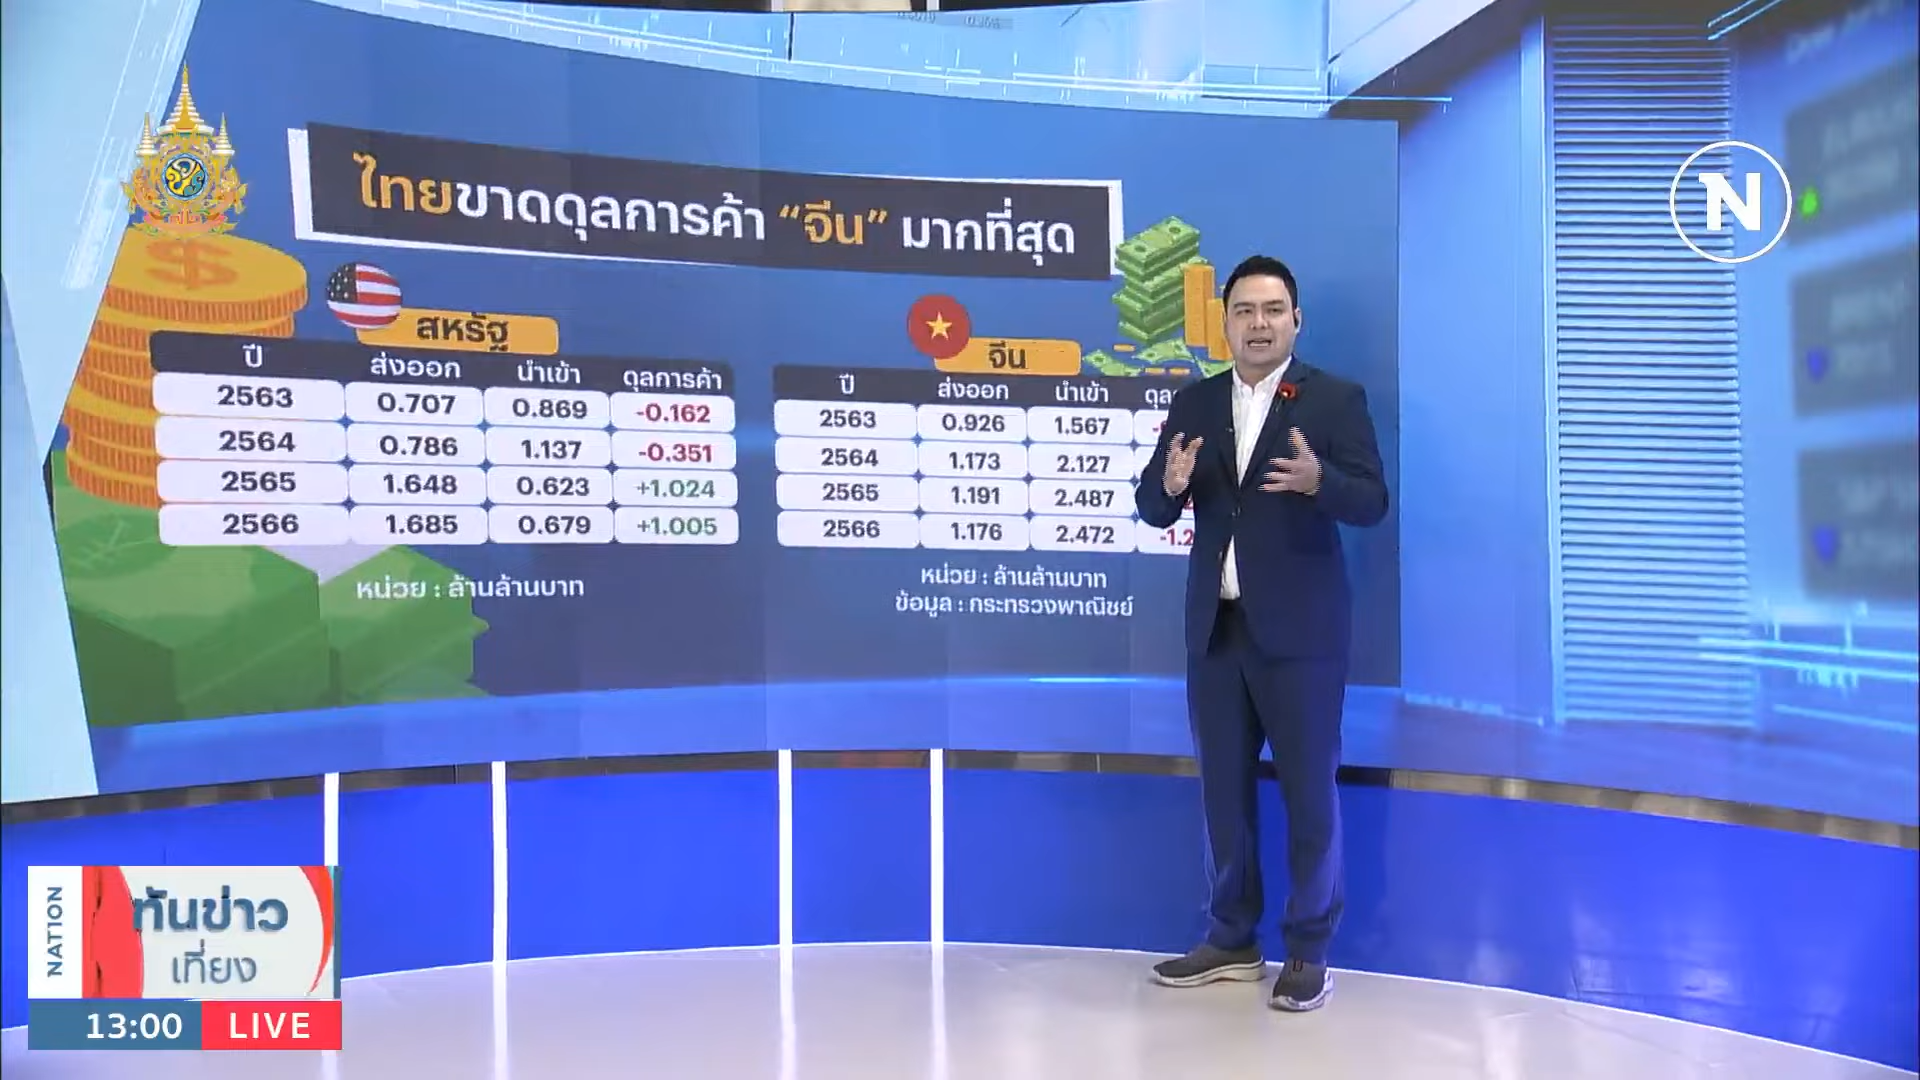 ไทยขาดดุลการค้า “จีน” มากที่สุด
สหรัฐ
ปี ส่งออก นำเข้า ดุลการค้า
2563 0.707 0.869 -0.162
2564 0.786 1.137 -0.351
2565 1.648 0.623 +1.024
2566 1.685 0.679 +1.005
หน่วย : ล้านล้านบาท
จีน
ปี ส่งออก นำเข้า
2563 0.926 1.567
2564 1.173 2.127
2565 1.191 2.487
2566 1.176 2.472 -1.2
หน่วย : ล้านล้านบาท
ข้อมูล : กระทรวงพาณิชย์
N
NATION
ทันข่าว
เที่ยง
13:00 LIVE